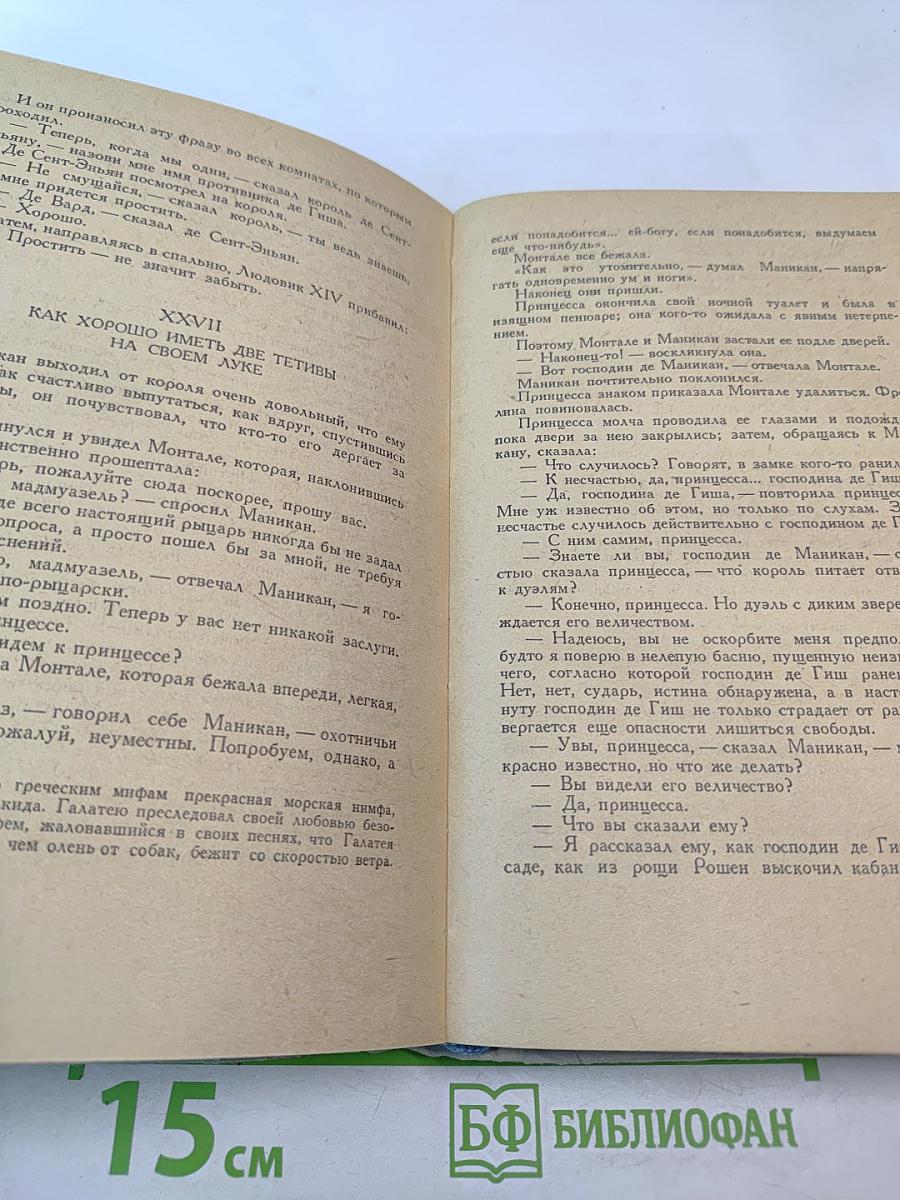 И он произносил эту фразу во всех комнатах, по которым
роходил.
— Теперь, когда мы одни, — сказал король де Сент-
ьяну, — назови мне имя противника де Гиша.
Де Сент-Эньян посмотрел на короля.
— Не смущайся, — сказал король, — ты ведь знаешь,
мне придется простить.
— Де Вард, — сказал де Сент-Эньян.
— Хорошо.
атем, направляясь в спальню, Людовик XIV прибавил:
Простить — не значит забыть.
XXVII
КАК ХОРОШО ИМЕТЬ ДВЕ ТЕТИВЫ
НА СВОЕМ ЛУКЕ
кан выходил от короля очень довольный, что ему
ак счастливо выпутаться, как вдруг, спустившись
ы, он почувствовал, что кто-то его дергает за
нулся и увидел Монтале, которая, наклонившись
нственно прошептала:
рь, пожалуйте сюда поскорее, прошу вас.
мадмуазель? — спросил Маникан.
де всего настоящий рыцарь никогда бы не задал
опроса, а просто пошел бы за мной, не требуя
снений.
о, мадмуазель, — отвечал Маникан, — я го-
по-рыцарски.
м поздно. Теперь у вас нет никакой заслуги.
нцессе.
идем к принцессе?
а Монтале, которая бежала впереди, легкая,
з, — говорил себе Маникан, — охотничьи
ожалуй, неуместны. Попробуем, однако, а
о греческим мифам прекрасная морская нимфа,
кида. Галатею преследовал своей любовью безо-
фем, жаловавшийся в своих песнях, что Галатея
чем олень от собак, бежит со скоростью ветра.
если понадобится... ей-богу, если понадобится, выдумаем
еще что-нибудь».
Монтале все бежала.
«Как это утомительно, — думал Маникан, — напря-
гать одновременно ум и ноги».
Наконец они пришли.
Принцесса окончила свой ночной туалет и была в
изящном пенюаре; она кого-то ожидала с явным нетерпе-
нием.
Поэтому Монтале и Маникан застали ее подле дверей.
— Наконец-то! — воскликнула она.
— Вот господин де Маникан, — отвечала Монтале.
Маникан почтительно поклонился.
Принцесса знаком приказала Монтале удалиться. Фре
лина повиновалась.
Принцесса молча проводила ее глазами и подожд
пока двери за нею закрылись; затем, обращаясь к М
кану, сказала:
— Что случилось? Говорят, в замке кого-то ранил
— К несчастью, да, принцесса... господина де Гиш
— Да, господина де Гиша, — повторила принцес
Мне уж известно об этом, но только по слухам. Э
несчастье случилось действительно с господином де Г
— С ним самим, принцесса.
— Знаете ли вы, господин де Маникан, — с
стью сказала принцесса, — что король питает отв
к дуэлям?
— Конечно, принцесса. Но дуэль с диким звере
ждается его величеством.
— Надеюсь, вы не оскорбите меня предпол
будто я поверю в нелепую басню, пущенную неиз
чего, согласно которой господин де Гиш ранен
Нет, нет, сударь, истина обнаружена, а в наст
нуту господин де Гиш не только страдает от ра
вергается еще опасности лишиться свободы.
— Увы, принцесса, — сказал Маникан, —
красно известно, но что же делать?
— Вы видели его величество?
— Да, принцесса.
— Что вы сказали ему?
— Я рассказал ему, как господин де Ги
саде, как из рощи Рошен выскочил кабан
15 см
БФ БИБЛИОФАН